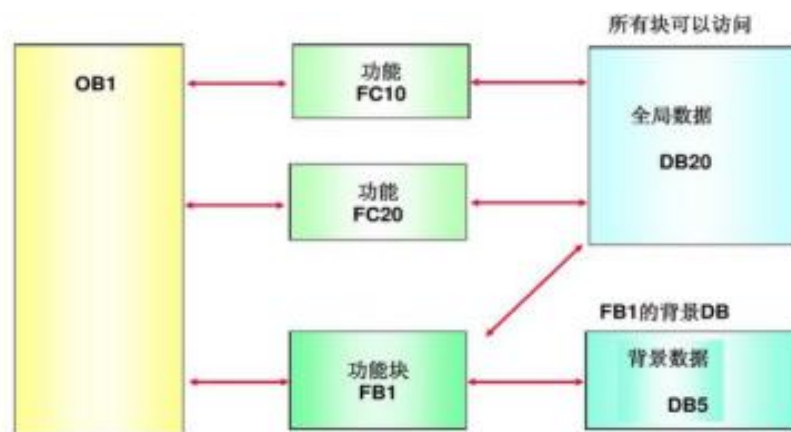 所有块可以访问
OB1
功能
FC10
全局数据
DB20
功能
FC20
FB1的背景DB
功能块
FB1
背景数据
DB5